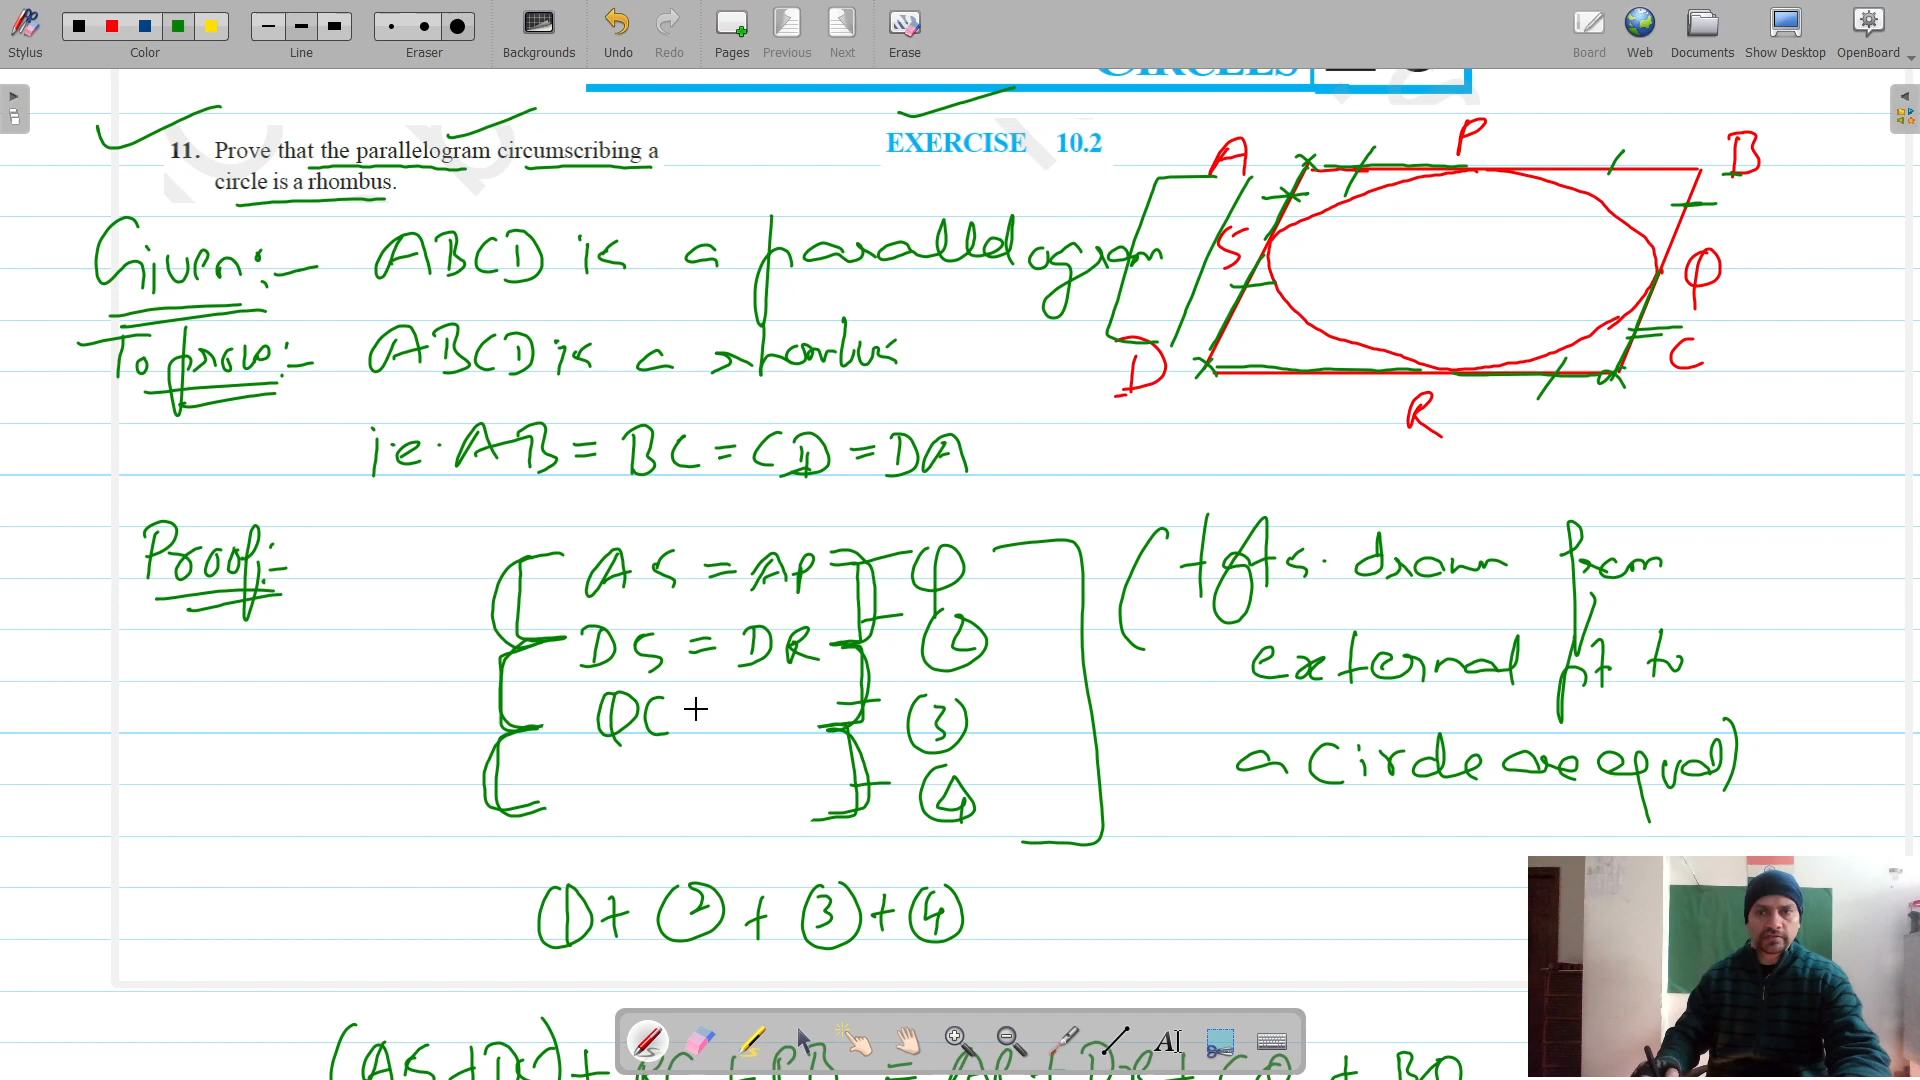 Stylus Color Line Eraser Backgrounds Undo Redo Pages Previous Next Erase Board Web Documents Show Desktop OpenBoard
CIRCLES
EXERCISE 10.2
11. Prove that the parallelogram circumscribing a
circle is a rhombus.
A P B
S Q
D R C
Given:- ABCD is a parallelogram
To prove:- ABCD is a rhombus
i.e. AB = BC = CD = DA
Proof:-
AS = AP - (1)
DS = DR - (2)
QC - (3)
- (4)
(tgts. drawn from
external pt to
a circle are equal)
(1) + (2) + (3) + (4)